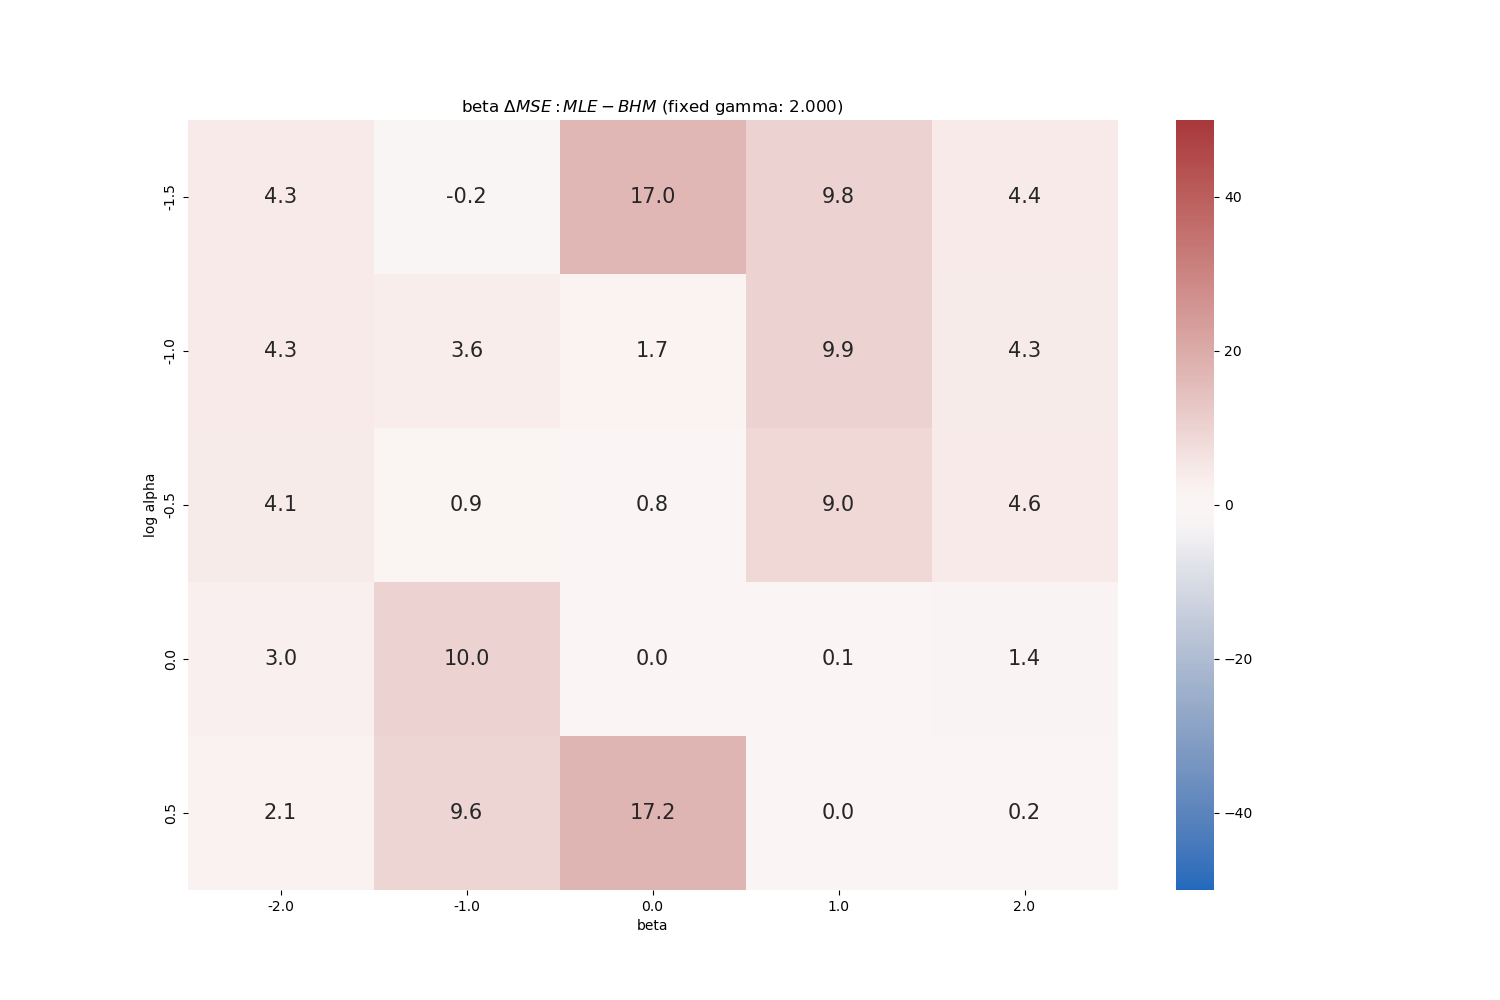 beta ΔMSE : MLE − BHM (fixed gamma: 2.000)
-1.5 4.3 -0.2 17.0 9.8 4.4
-1.0 4.3 3.6 1.7 9.9 4.3
-0.5 4.1 0.9 0.8 9.0 4.6
0.0 3.0 10.0 0.0 0.1 1.4
0.5 2.1 9.6 17.2 0.0 0.2
log alpha
-2.0 -1.0 0.0 1.0 2.0
beta
40
20
0
−20
−40